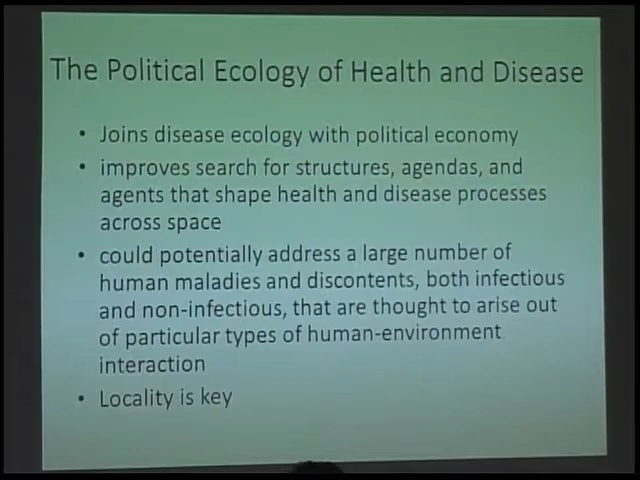 The Political Ecology of Health and Disease
• Joins disease ecology with political economy
• improves search for structures, agendas, and
agents that shape health and disease processes
across space
• could potentially address a large number of
human maladies and discontents, both infectious
and non-infectious, that are thought to arise out
of particular types of human-environment
interaction
• Locality is key